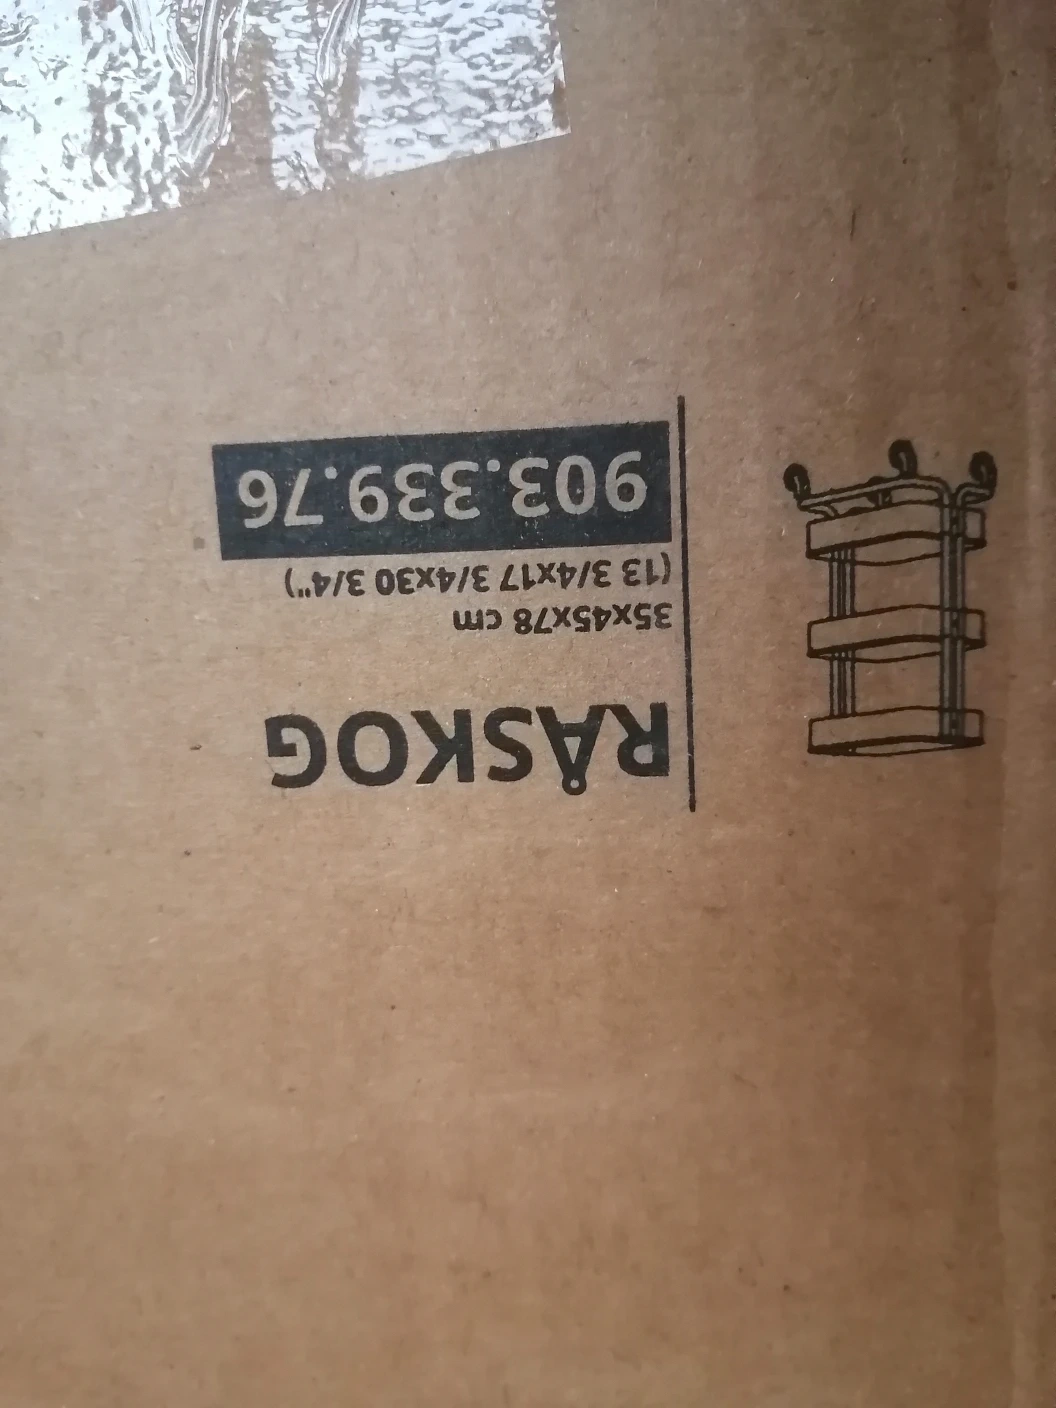 RÅSKOG
35x45x78 cm
(13 3/4x17 3/4x30 3/4")
903.339.76